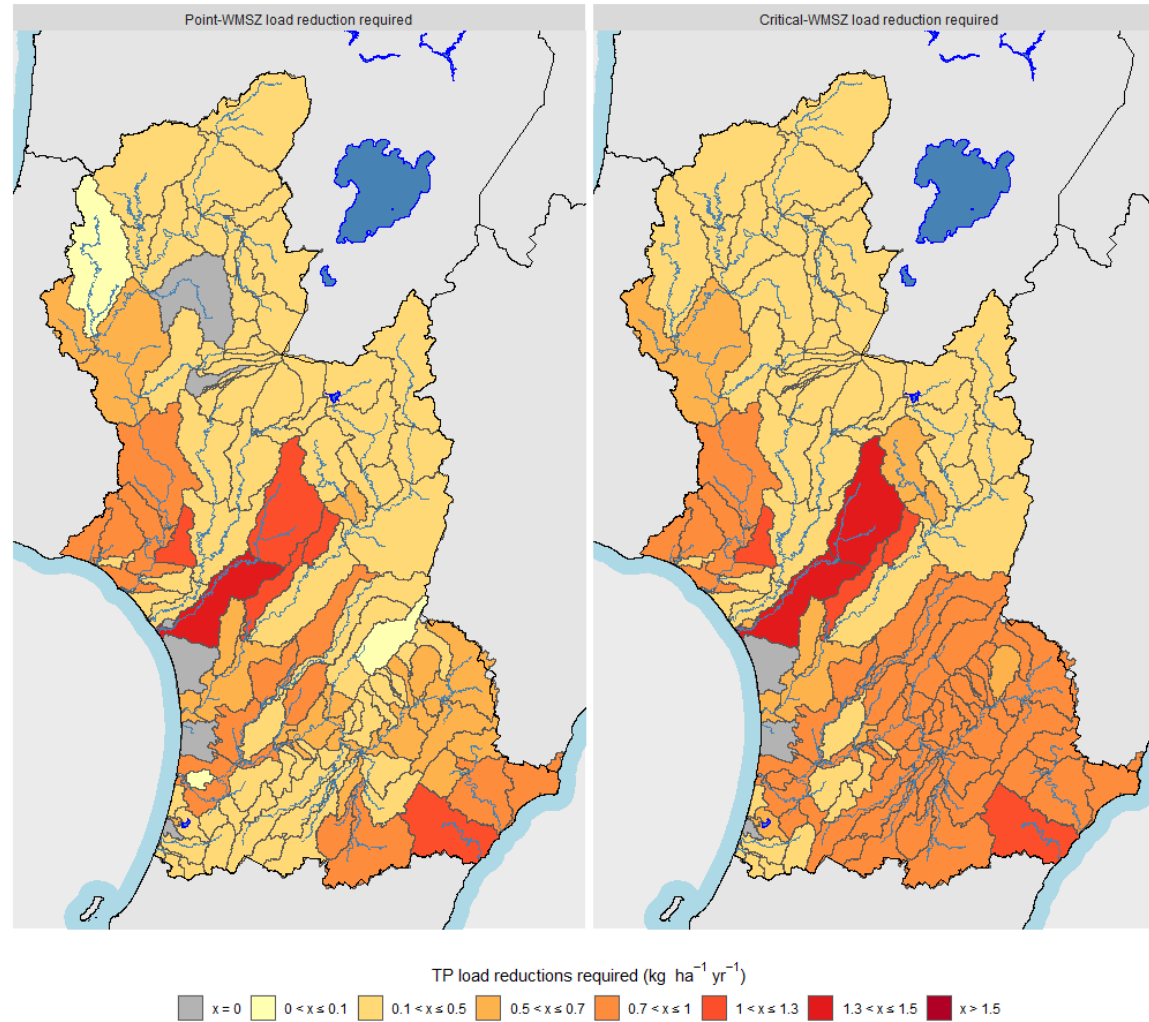 Point-WMSZ load reduction required
Critical-WMSZ load reduction required
TP load reductions required (kg ha⁻¹ yr⁻¹)
x = 0
0 < x ≤ 0.1
0.1 < x ≤ 0.5
0.5 < x ≤ 0.7
0.7 < x ≤ 1
1 < x ≤ 1.3
1.3 < x ≤ 1.5
x > 1.5